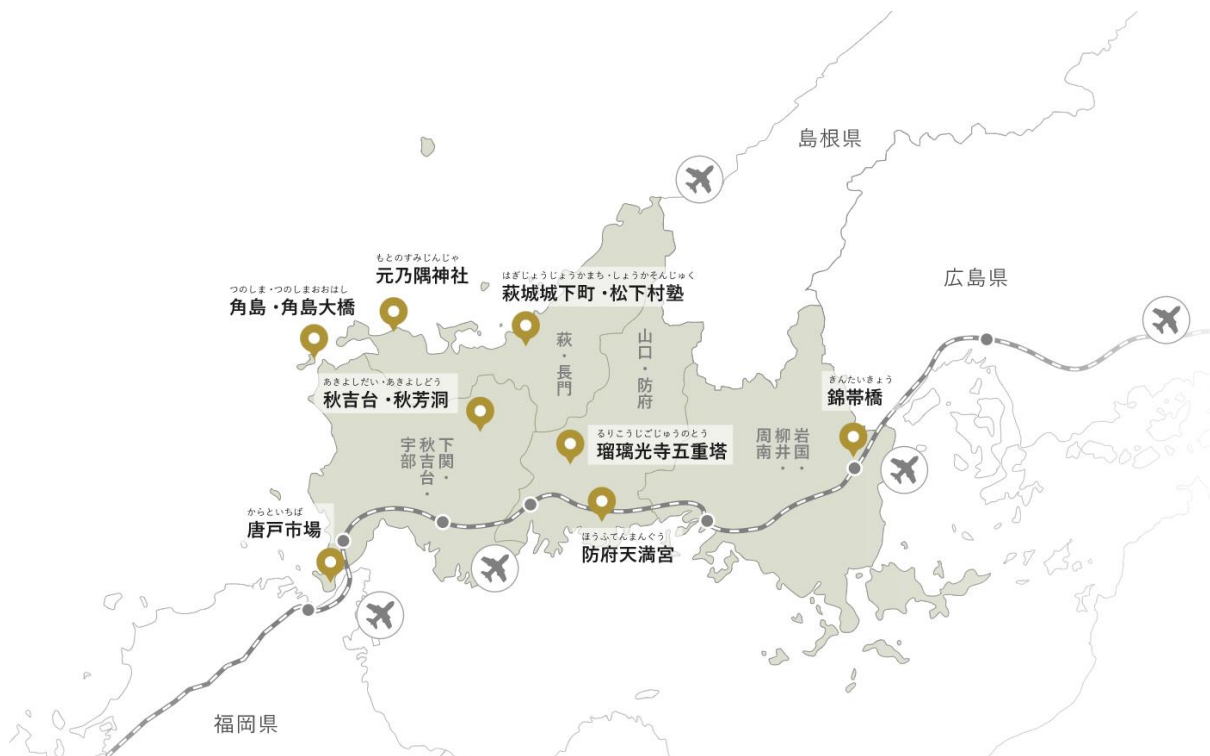 島根県
広島県
もとのすみじんじゃ
元乃隅神社
はぎじょうじょうかまち・しょうかそんじゅく
萩城城下町・松下村塾
つのしま・つのしまおおはし
角島・角島大橋
萩・長門
山口・防府
あきよしだい・あきよしどう
秋吉台・秋芳洞
きんたいきょう
錦帯橋
るりこうじごじゅうのとう
瑠璃光寺五重塔
下関・
秋吉台・
宇部
岩国・
柳井・
周南
からといちば
唐戸市場
ほうふてんまんぐう
防府天満宮
福岡県